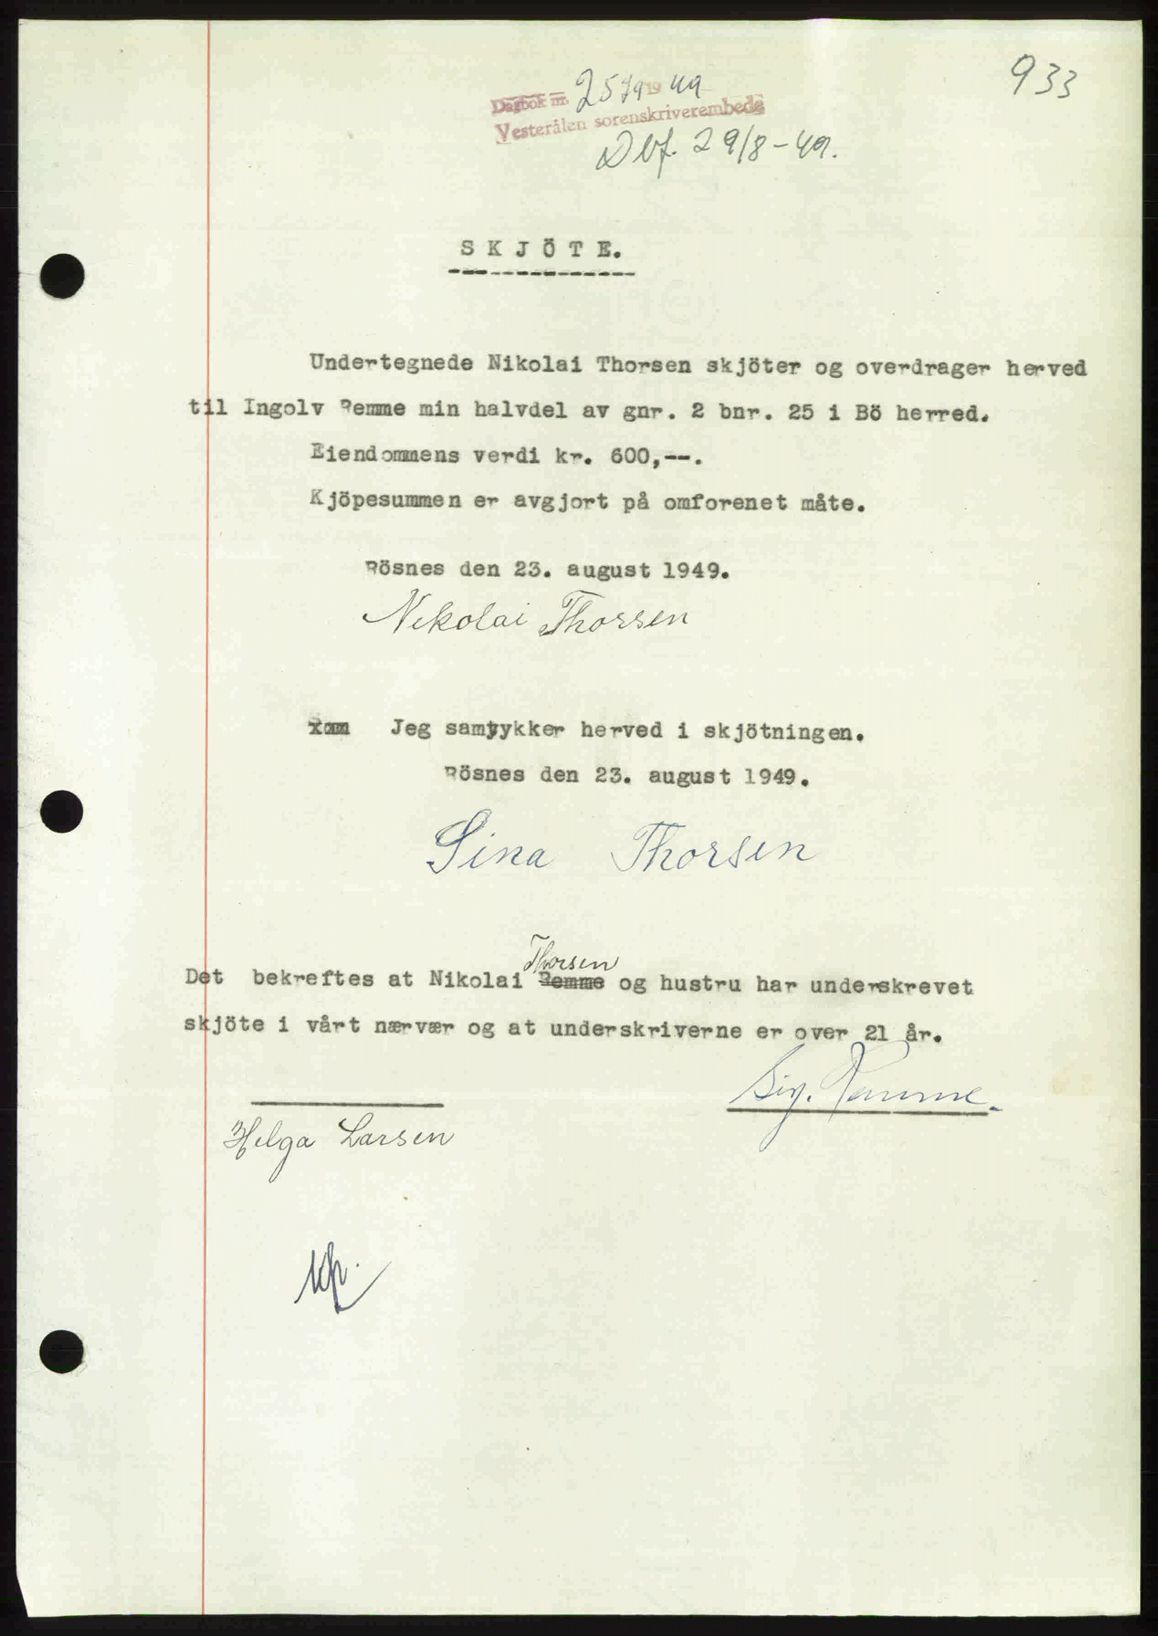 933
Dagbok nr. 2579 1949
Vesterålen sorenskriverembede
Dbf. 29/8-49.
SKJÖTE.
Undertegnede Nikolai Thorsen skjöter og overdrager herved
til Ingolv Remme min halvdel av gnr. 2 bnr. 25 i Bö herred.
Eiendommens verdi kr. 600,--.
Kjöpesummen er avgjort på omforenet måte.
Rösnes den 23. august 1949.
Nikolai Thorsen
Jeg samtykker herved i skjötningen.
Rösnes den 23. august 1949.
Sina Thorsen
Thorsen
Det bekreftes at Nikolai Remme og hustru har underskrevet
skjöte i vårt nærvær og at underskriverne er over 21 år.
Sig. Remme.
Helga Larsen